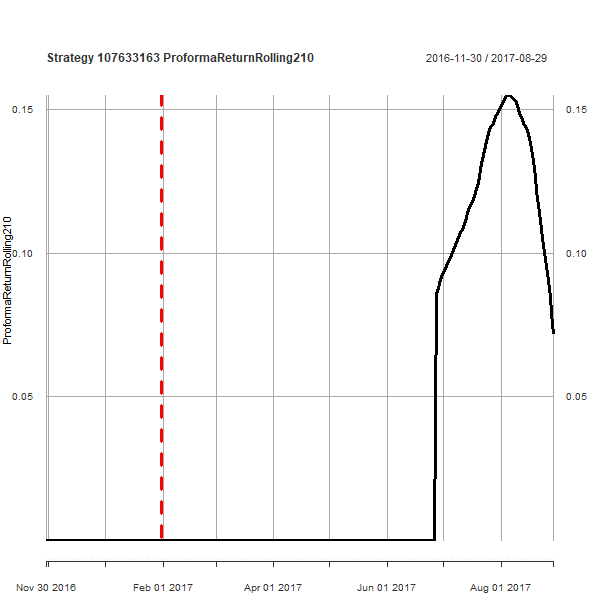 Strategy 107633163 ProformaReturnRolling210 2016-11-30 / 2017-08-29
0.15 0.15
0.10 0.10
0.05 0.05
ProformaReturnRolling210
Nov 30 2016 Feb 01 2017 Apr 01 2017 Jun 01 2017 Aug 01 2017